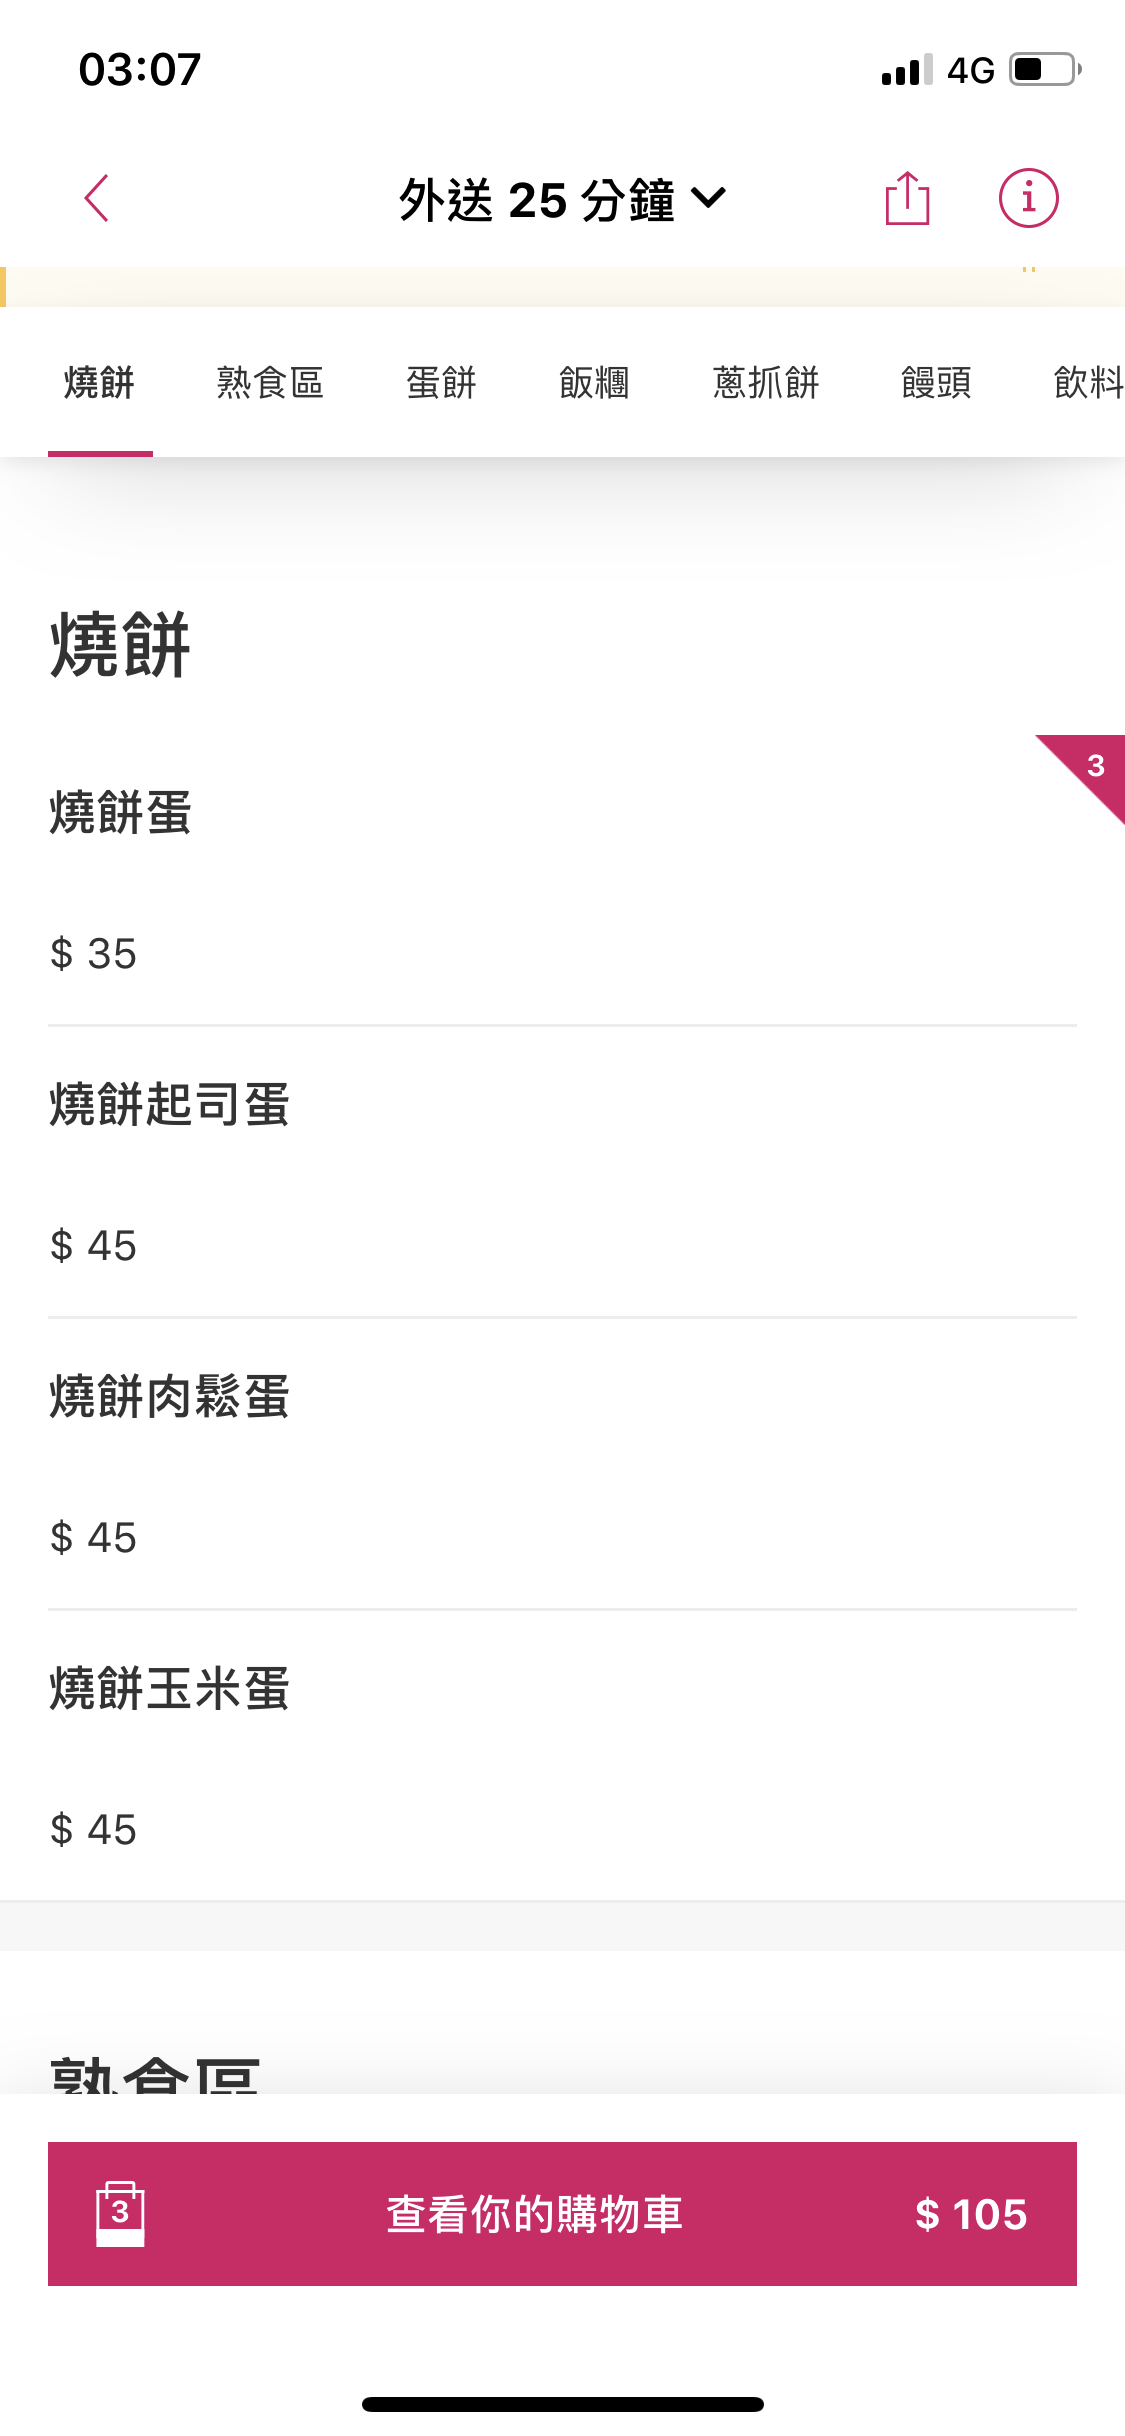 03:07
4G
外送 25 分鐘
燒餅 熟食區 蛋餅 飯糰 蔥抓餅 饅頭 飲料
燒餅
3
燒餅蛋
$ 35
燒餅起司蛋
$ 45
燒餅肉鬆蛋
$ 45
燒餅玉米蛋
$ 45
熟食區
3 查看你的購物車 $ 105